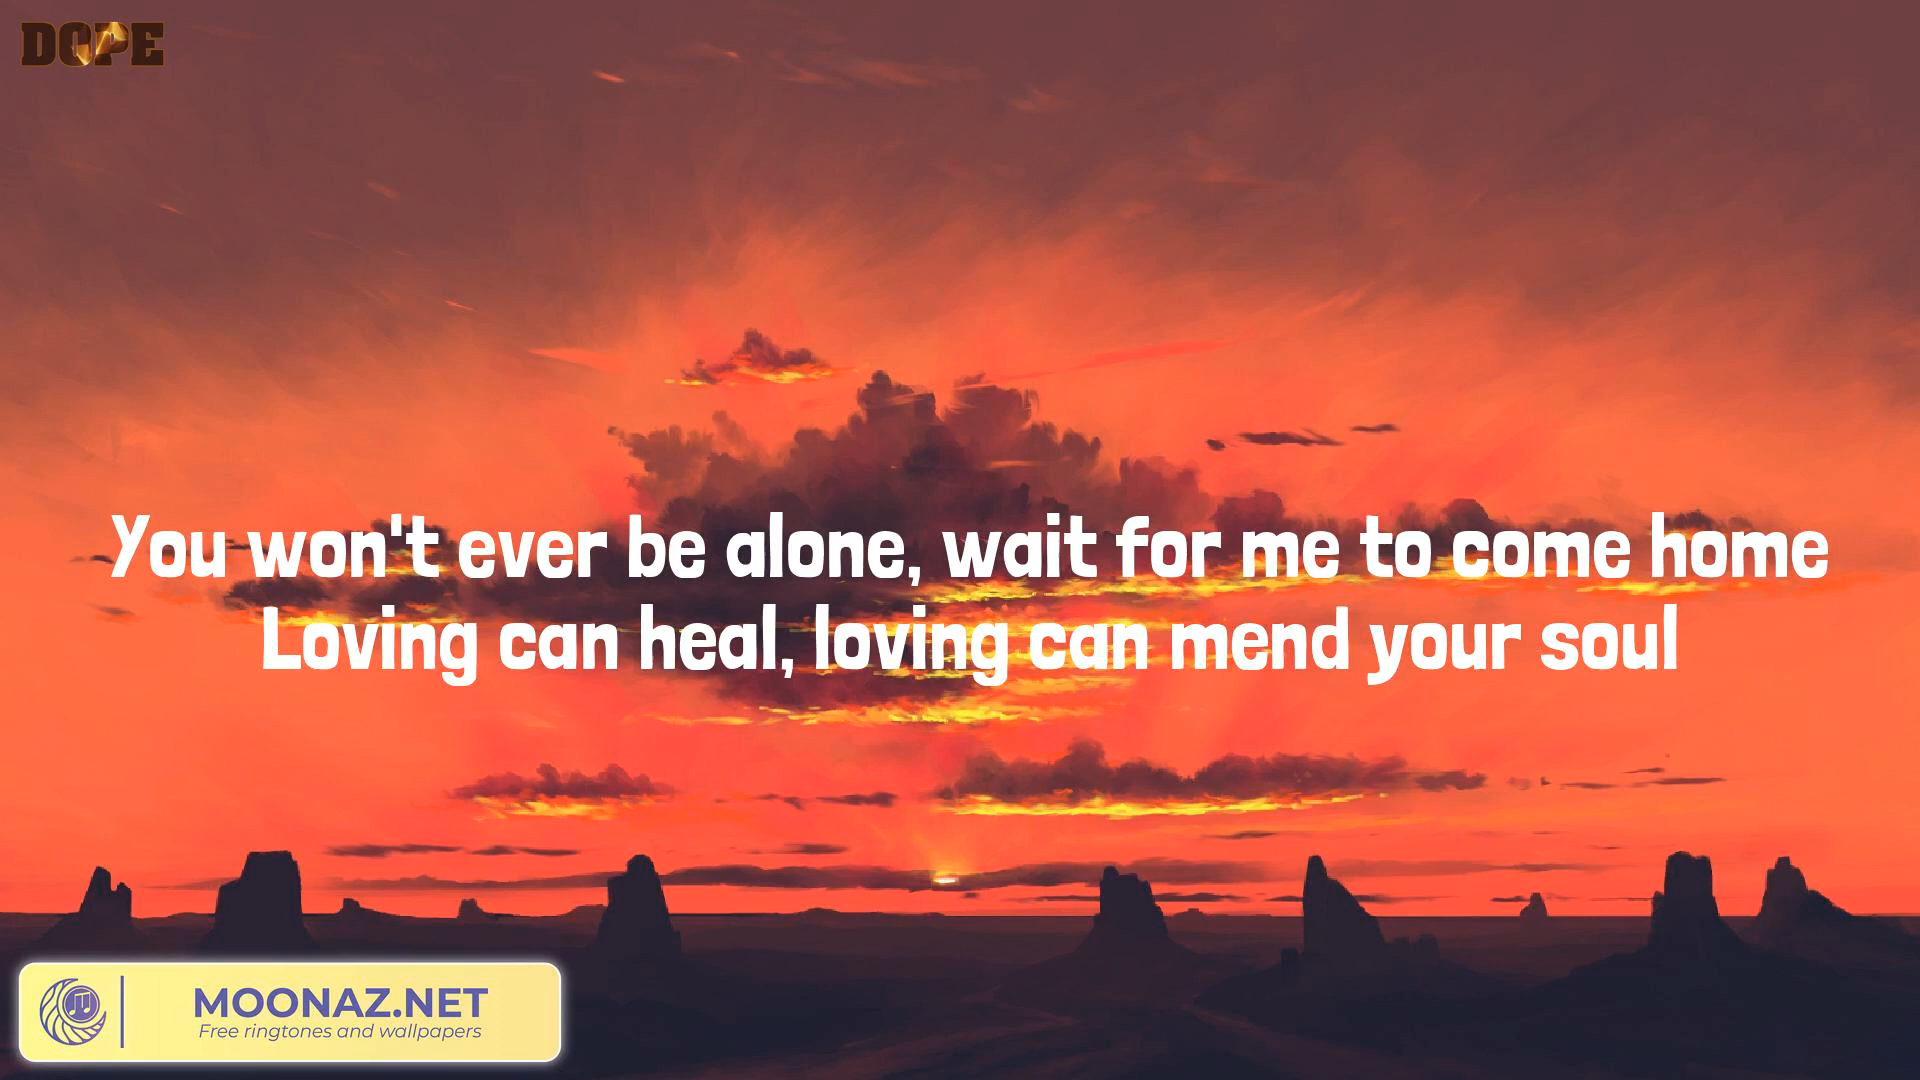 DOPE
You won't ever be alone, wait for me to come home
Loving can heal, loving can mend your soul
MOONAZ.NET
Free ringtones and wallpapers